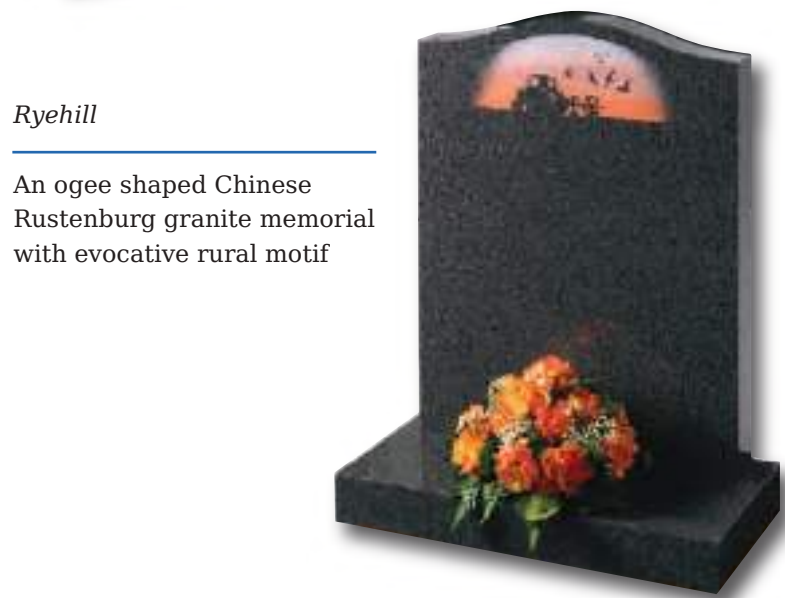 Ryehill
An ogee shaped Chinese
Rustenburg granite memorial
with evocative rural motif